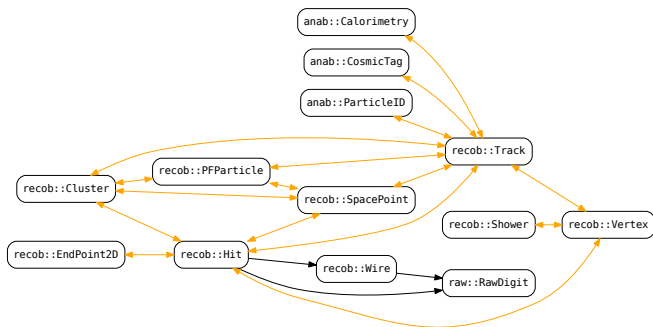 anab::Calorimetry
anab::CosmicTag
anab::ParticleID
recob::Track
recob::PFParticle
recob::Cluster
recob::SpacePoint
recob::Shower
recob::Vertex
recob::EndPoint2D
recob::Hit
recob::Wire
raw::RawDigit